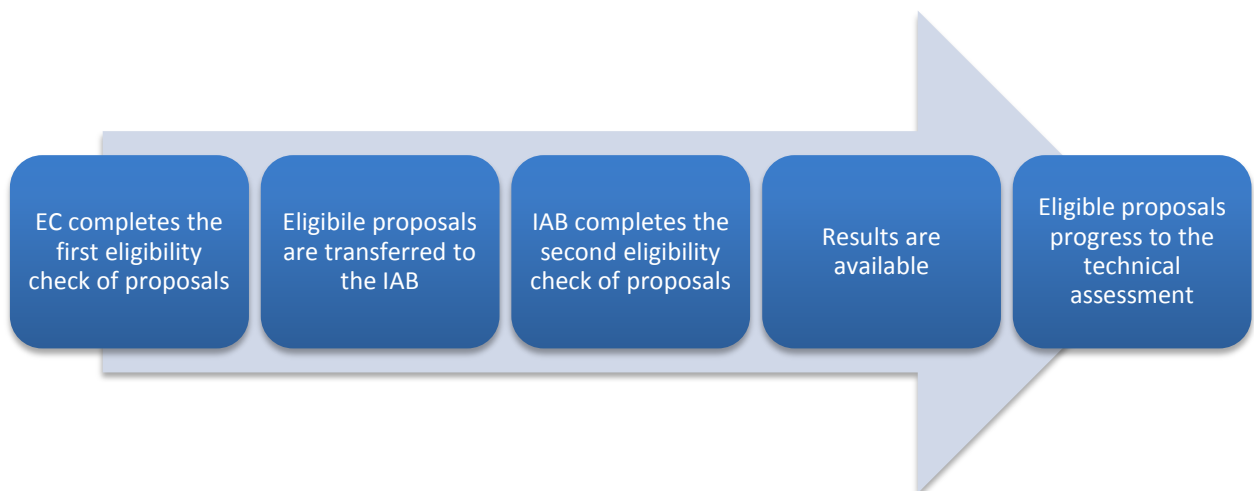 EC completes the
first eligibility
check of proposals
Eligibile proposals
are transferred to
the IAB
IAB completes the
second eligibility
check of proposals
Results are
available
Eligible proposals
progress to the
technical
assessment